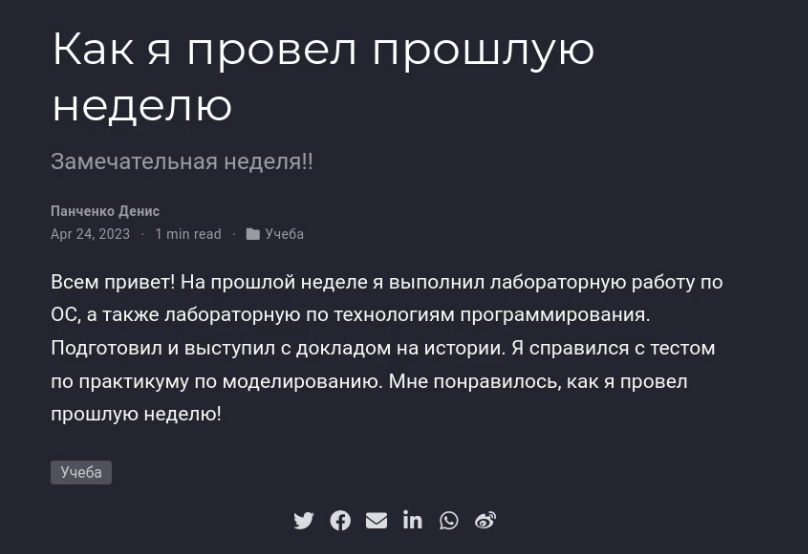 Как я провел прошлую
неделю
Замечательная неделя!!
Панченко Денис
Apr 24, 2023 · 1 min read · Учеба
Всем привет! На прошлой неделе я выполнил лабораторную работу по
ОС, а также лабораторную по технологиям программирования.
Подготовил и выступил с докладом на истории. Я справился с тестом
по практикуму по моделированию. Мне понравилось, как я провел
прошлую неделю!
Учеба